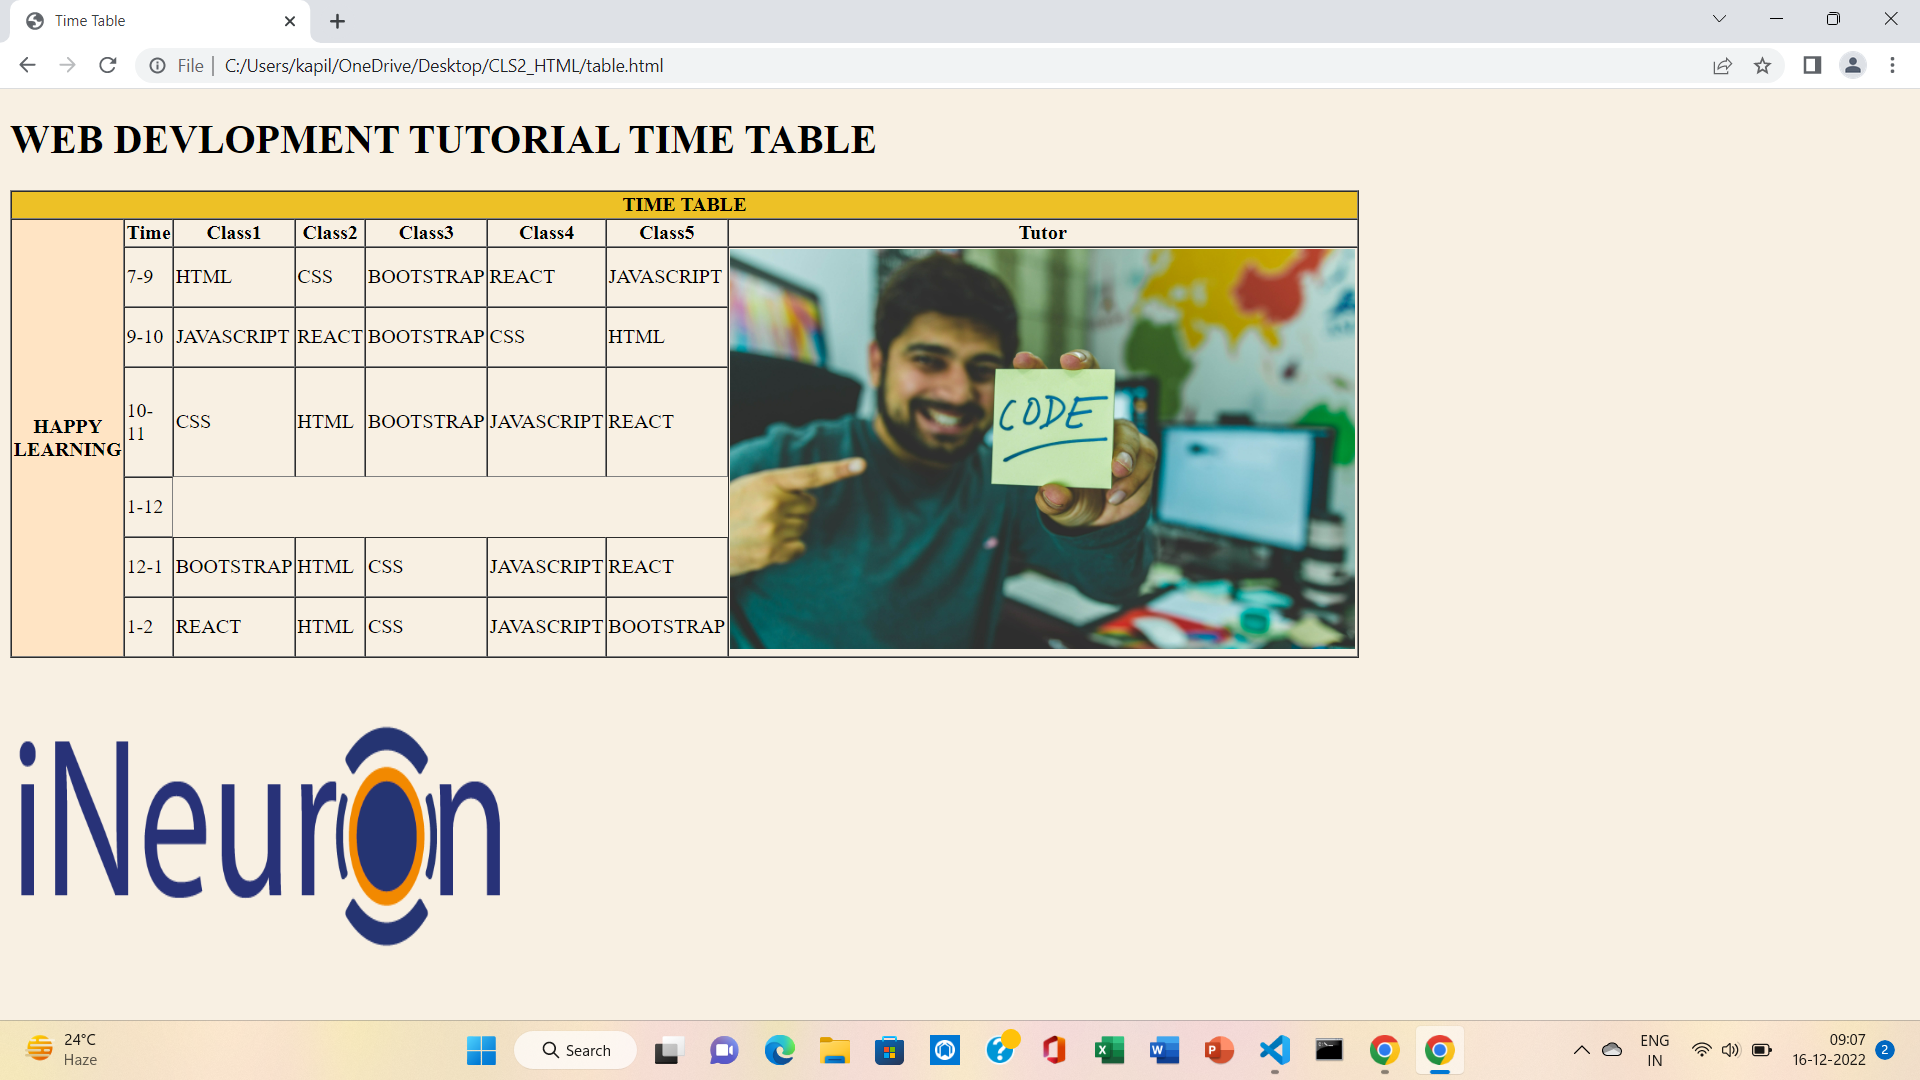 Time Table
File
C:/Users/kapil/OneDrive/Desktop/CLS2_HTML/table.html
WEB DEVLOPMENT TUTORIAL TIME TABLE
TIME TABLE
HAPPY
LEARNING
Time Class1 Class2 Class3 Class4 Class5 Tutor
7-9 HTML CSS BOOTSTRAP REACT JAVASCRIPT
9-10 JAVASCRIPT REACT BOOTSTRAP CSS HTML
10-
11 CSS HTML BOOTSTRAP JAVASCRIPT REACT
1-12
12-1 BOOTSTRAP HTML CSS JAVASCRIPT REACT
1-2 REACT HTML CSS JAVASCRIPT BOOTSTRAP
CODE
iNeuron
24°C
Haze
Search
ENG
IN
09:07
16-12-2022
2